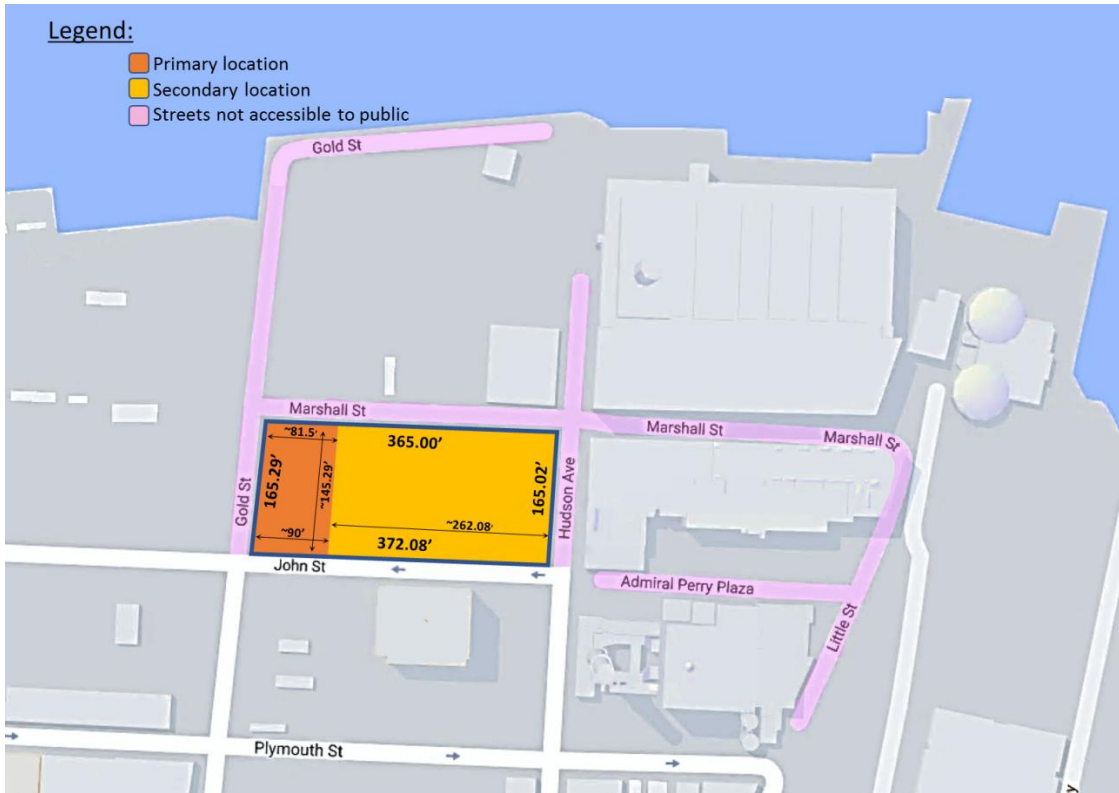 Legend:
Primary location
Secondary location
Streets not accessible to public
Gold St
Marshall St
Marshall St
Marshall St
~81.5'
365.00'
165.29'
~145.29'
165.02'
Gold St
Hudson Ave
~262.08'
~90'
372.08'
John St
Admiral Perry Plaza
Little St
Plymouth St
y